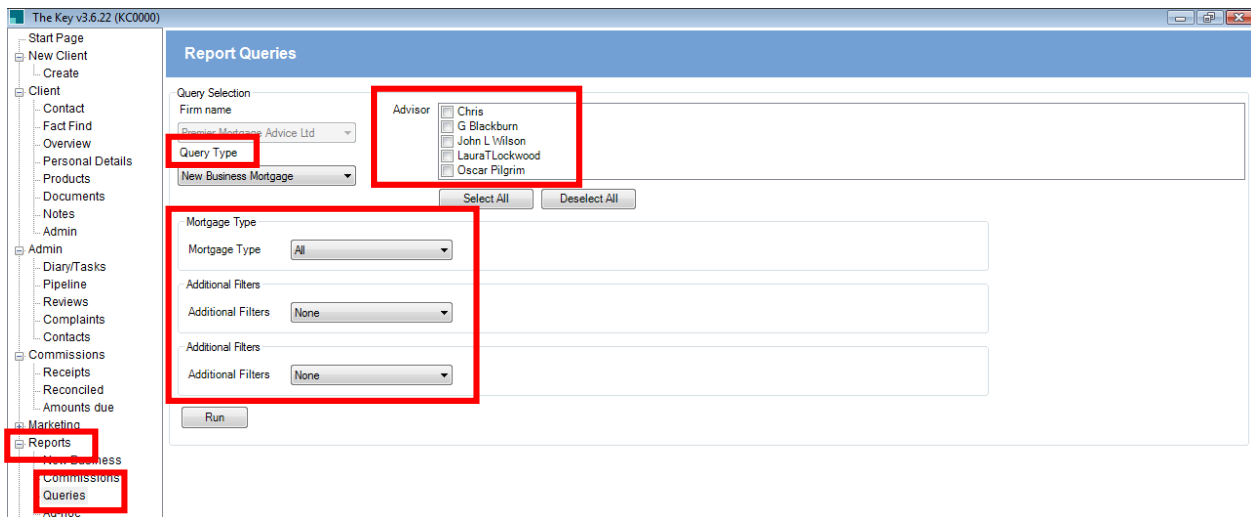 The Key v3.6.22 (KC0000)
Start Page
New Client
Create
Client
Contact
Fact Find
Overview
Personal Details
Products
Documents
Notes
Admin
Admin
Diary/Tasks
Pipeline
Reviews
Complaints
Contacts
Commissions
Receipts
Reconciled
Amounts due
Marketing
Reports
New Business
Commissions
Queries
Ad-hoc
Report Queries
Query Selection
Firm name
Premier Mortgage Advice Ltd
Query Type
New Business Mortgage
Advisor
Chris
G Blackburn
John L Wilson
LauraTLockwood
Oscar Pilgrim
Select All Deselect All
Mortgage Type
Mortgage Type All
Additional Filters
Additional Filters None
Additional Filters
Additional Filters None
Run